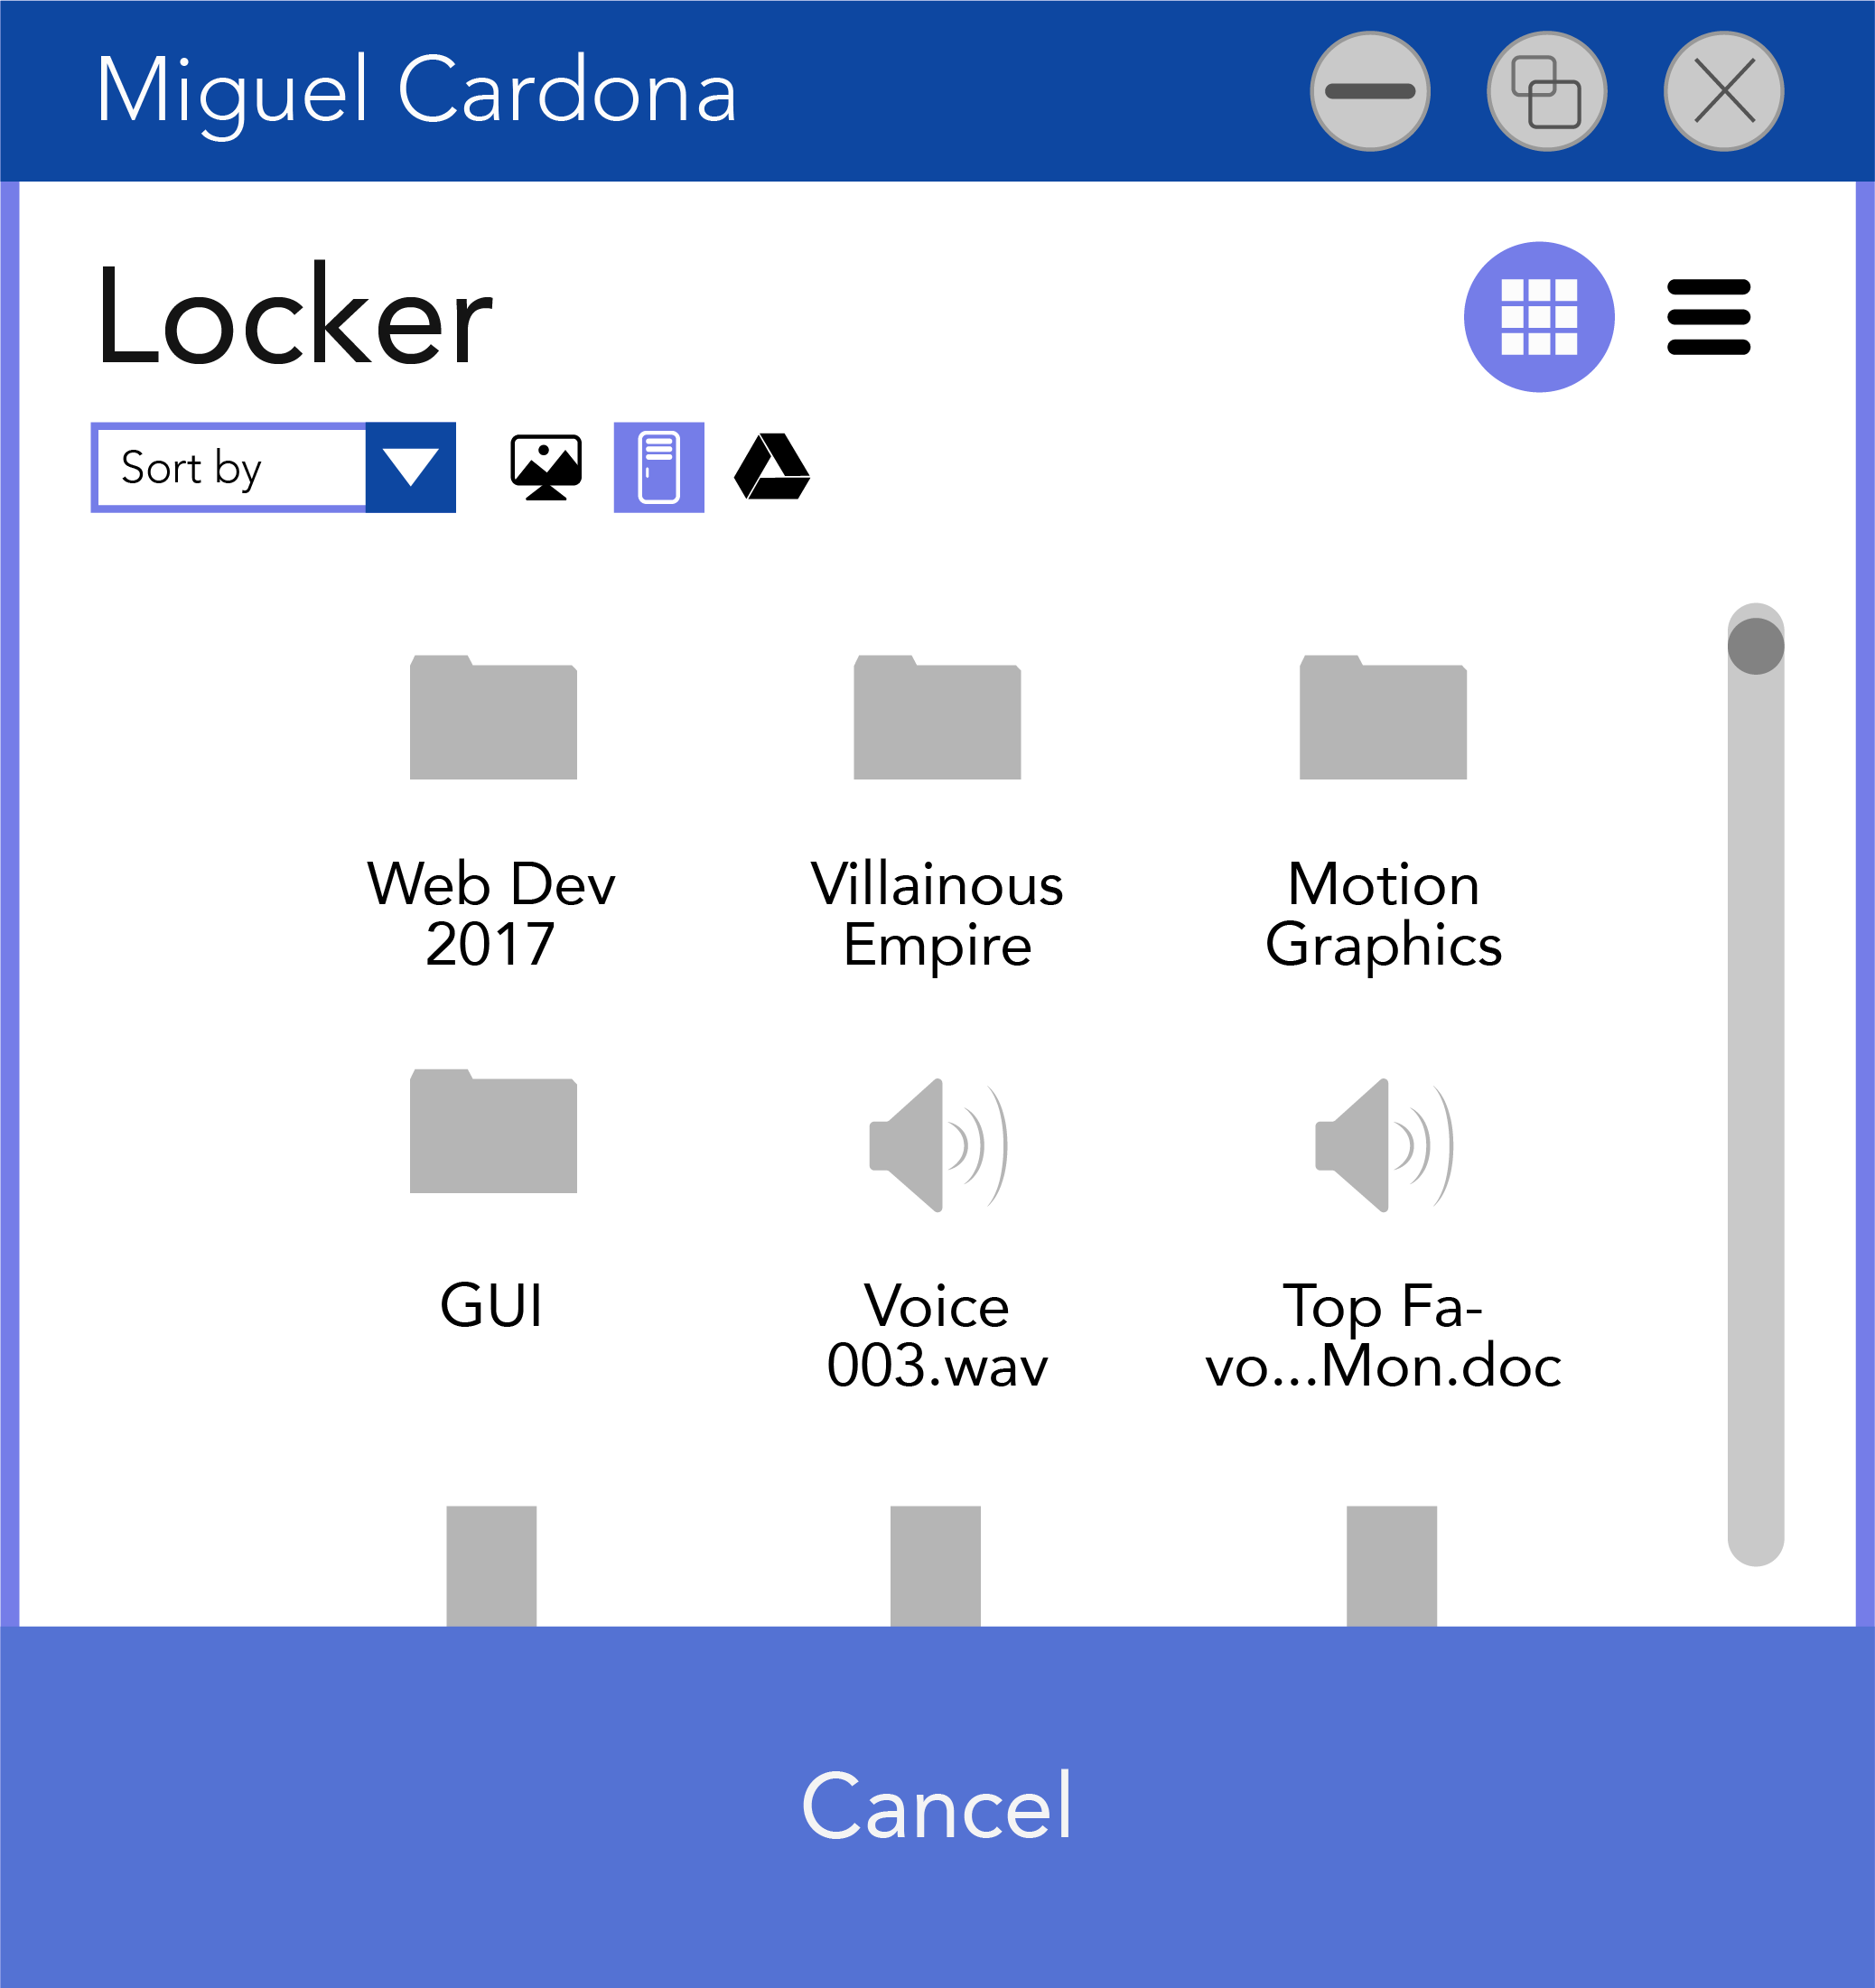 Miguel Cardona
Locker
Sort by
Web Dev
2017
Villainous
Empire
Motion
Graphics
GUI
Voice
003.wav
Top Fa-
vo...Mon.doc
Cancel